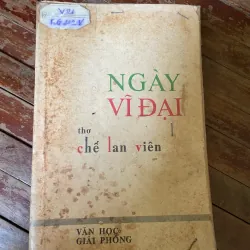 NGÀY
VĨ ĐẠI
thơ
chế lan viên
VĂN HỌC
GIẢI PHÓNG